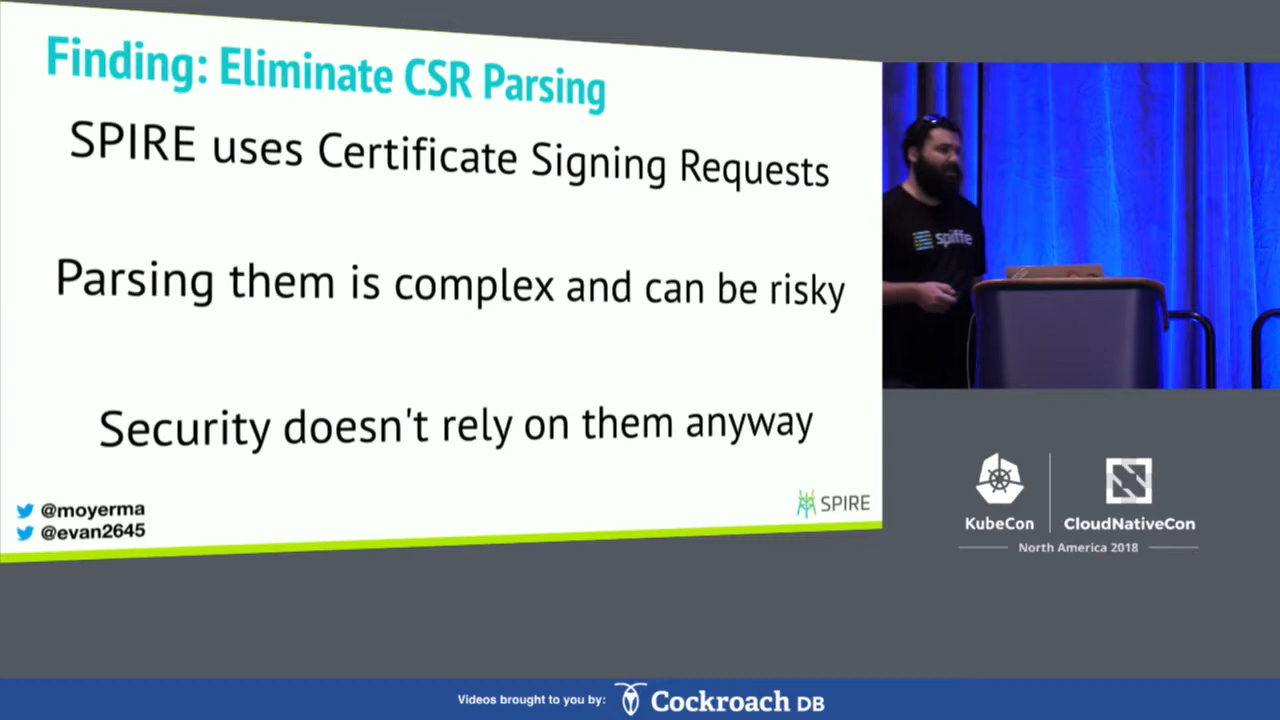 Finding: Eliminate CSR Parsing
SPIRE uses Certificate Signing Requests
Parsing them is complex and can be risky
Security doesn't rely on them anyway
@moyerma
@evan2645
SPIRE
spiffe
KubeCon
CloudNativeCon
North America 2018
Videos brought to you by:
Cockroach DB